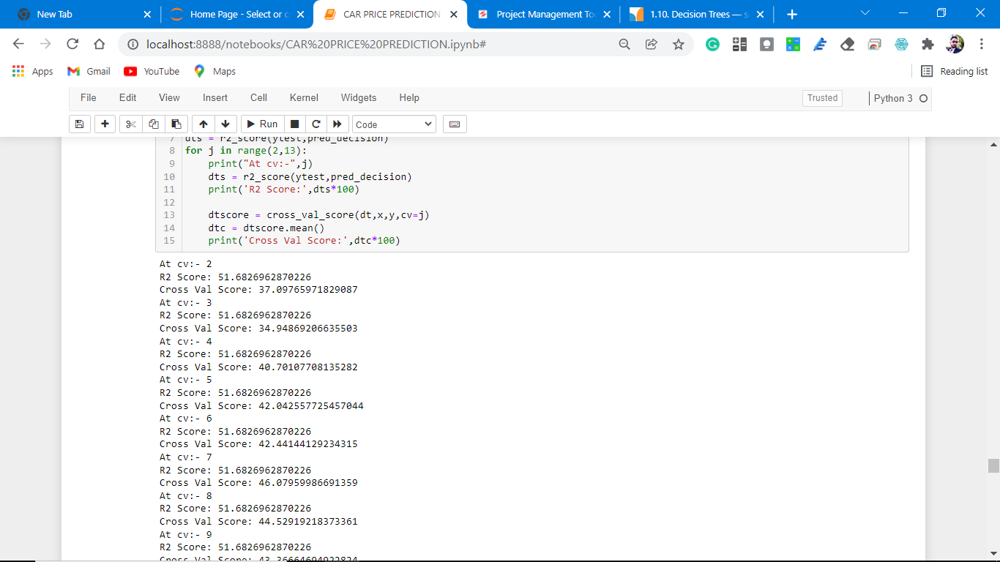 New Tab
Home Page - Select or c
CAR PRICE PREDICTION
Project Management To
1.10. Decision Trees — s
localhost:8888/notebooks/CAR%20PRICE%20PREDICTION.ipynb#
Apps Gmail YouTube Maps Reading list
File Edit View Insert Cell Kernel Widgets Help Trusted Python 3
Run Code
7 dts = r2_score(ytest,pred_decision)
8 for j in range(2,13):
9 print("At cv:-",j)
10 dts = r2_score(ytest,pred_decision)
11 print('R2 Score:',dts*100)
12
13 dtscore = cross_val_score(dt,x,y,cv=j)
14 dtc = dtscore.mean()
15 print('Cross Val Score:',dtc*100)
At cv:- 2
R2 Score: 51.6826962870226
Cross Val Score: 37.09765971829087
At cv:- 3
R2 Score: 51.6826962870226
Cross Val Score: 34.94869206635503
At cv:- 4
R2 Score: 51.6826962870226
Cross Val Score: 40.70107708135282
At cv:- 5
R2 Score: 51.6826962870226
Cross Val Score: 42.042557725457044
At cv:- 6
R2 Score: 51.6826962870226
Cross Val Score: 42.44144129234315
At cv:- 7
R2 Score: 51.6826962870226
Cross Val Score: 46.07959986691359
At cv:- 8
R2 Score: 51.6826962870226
Cross Val Score: 44.52919218373361
At cv:- 9
R2 Score: 51.6826962870226
Cross Val Score: